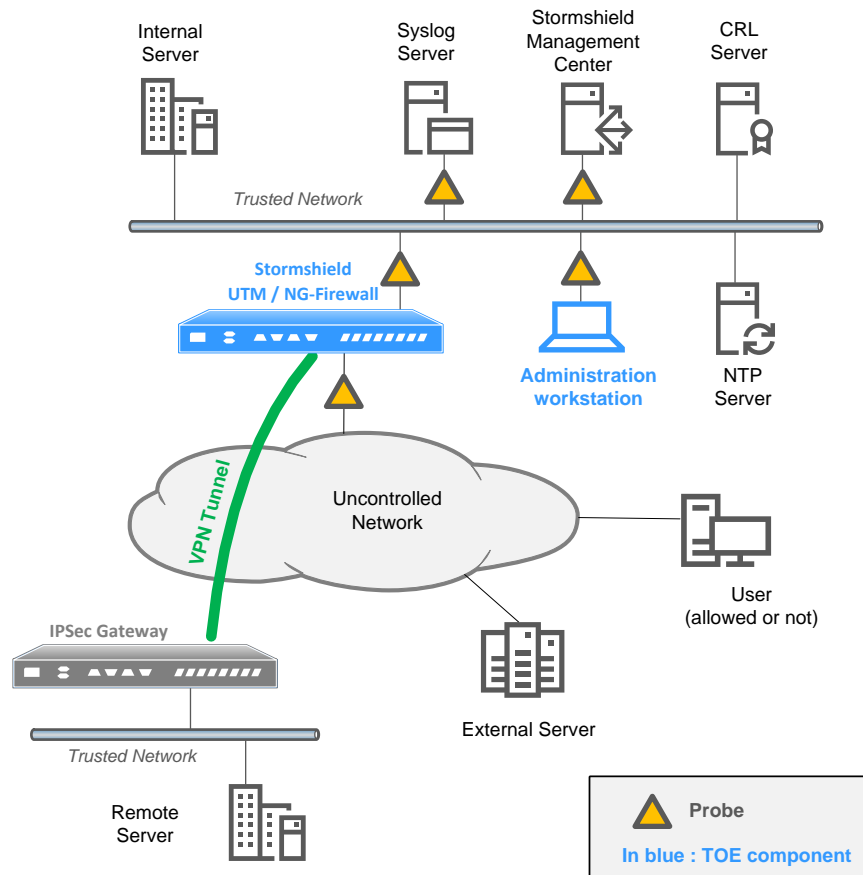 Internal
Server
Syslog
Server
Stormshield
Management
Center
CRL
Server
Trusted Network
Stormshield
UTM / NG-Firewall
Administration
workstation
NTP
Server
VPN Tunnel
Uncontrolled
Network
User
(allowed or not)
IPSec Gateway
External Server
Trusted Network
Remote
Server
Probe
In blue : TOE component